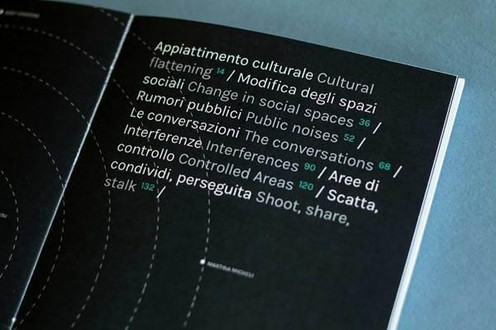 Appiattimento culturale Cultural
flattening 14 / Modifica degli spazi
sociali Change in social spaces 36 /
Rumori pubblici Public noises 52 /
Le conversazioni The conversations 68 /
Interferenze Interferences 90 / Aree di
controllo Controlled Areas 120 / Scatta,
condividi, perseguita Shoot, share,
stalk 132 /
MARTINA MICHELI